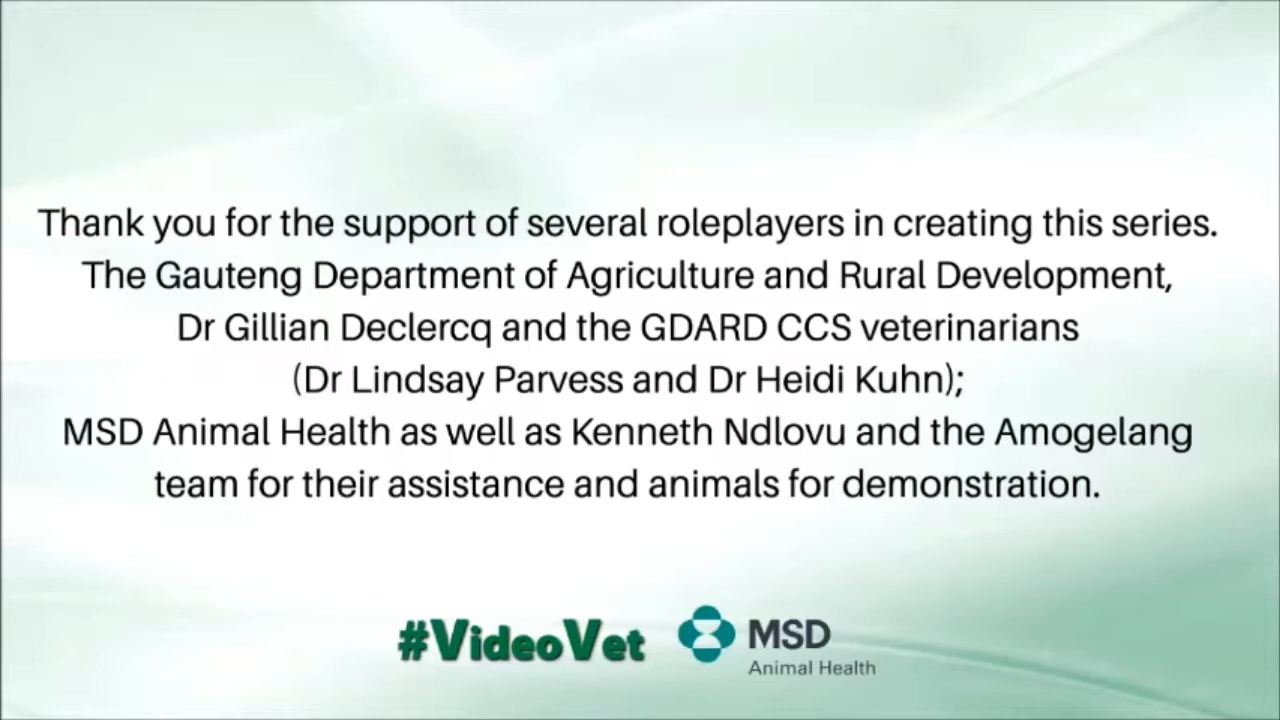 Thank you for the support of several roleplayers in creating this series.
The Gauteng Department of Agriculture and Rural Development,
Dr Gillian Declercq and the GDARD CCS veterinarians
(Dr Lindsay Parvess and Dr Heidi Kuhn);
MSD Animal Health as well as Kenneth Ndlovu and the Amogelang
team for their assistance and animals for demonstration.
#VideoVet
MSD
Animal Health